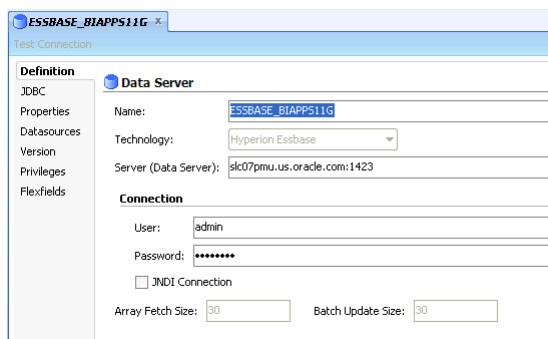 ESSBASE_BIAPPS11G x
Test Connection
Definition
JDBC
Properties
Datasources
Version
Privileges
Flexfields
Data Server
Name: ESSBASE_BIAPPS11G
Technology: Hyperion Essbase
Server (Data Server): slc07pmu.us.oracle.com:1423
Connection
User: admin
Password: ••••••••
JNDI Connection
Array Fetch Size: 30 Batch Update Size: 30